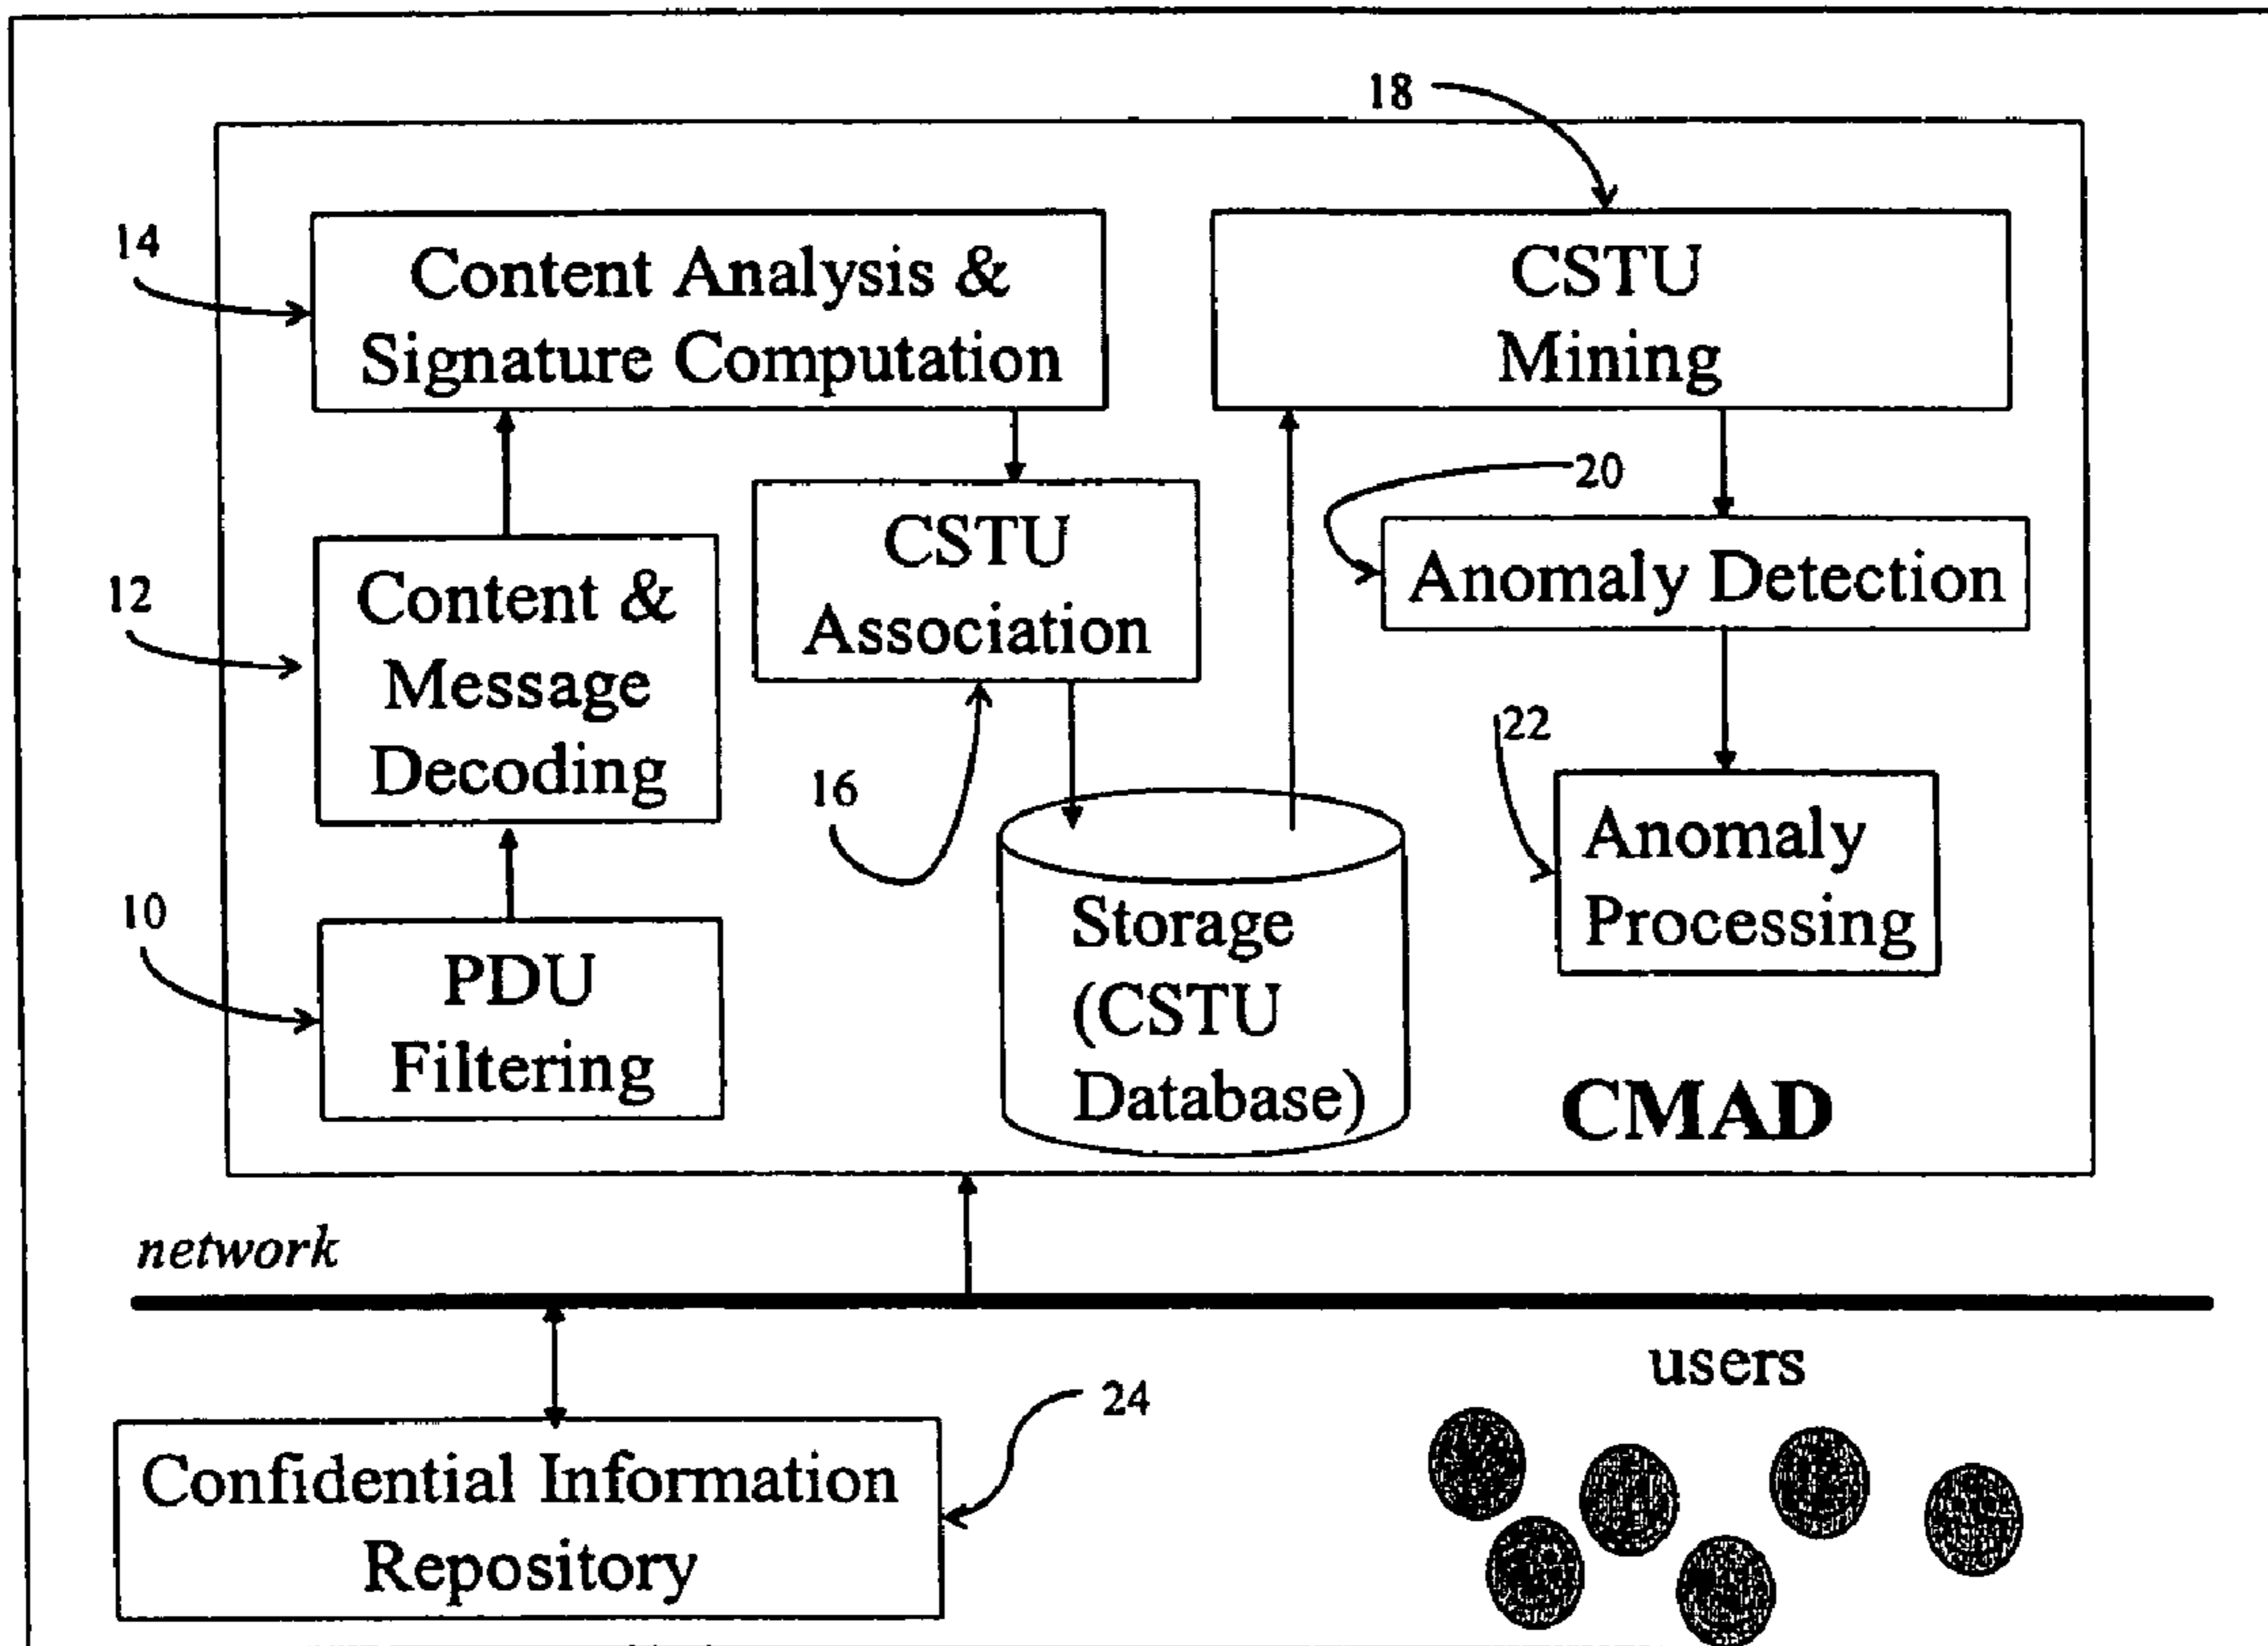 18
14
Content Analysis &
Signature Computation
CSTU
Mining
20
12
Content &
Message
Decoding
CSTU
Association
Anomaly Detection
22
16
10
PDU
Filtering
Storage
(CSTU
Database)
Anomaly
Processing
CMAD
network
users
24
Confidential Information
Repository